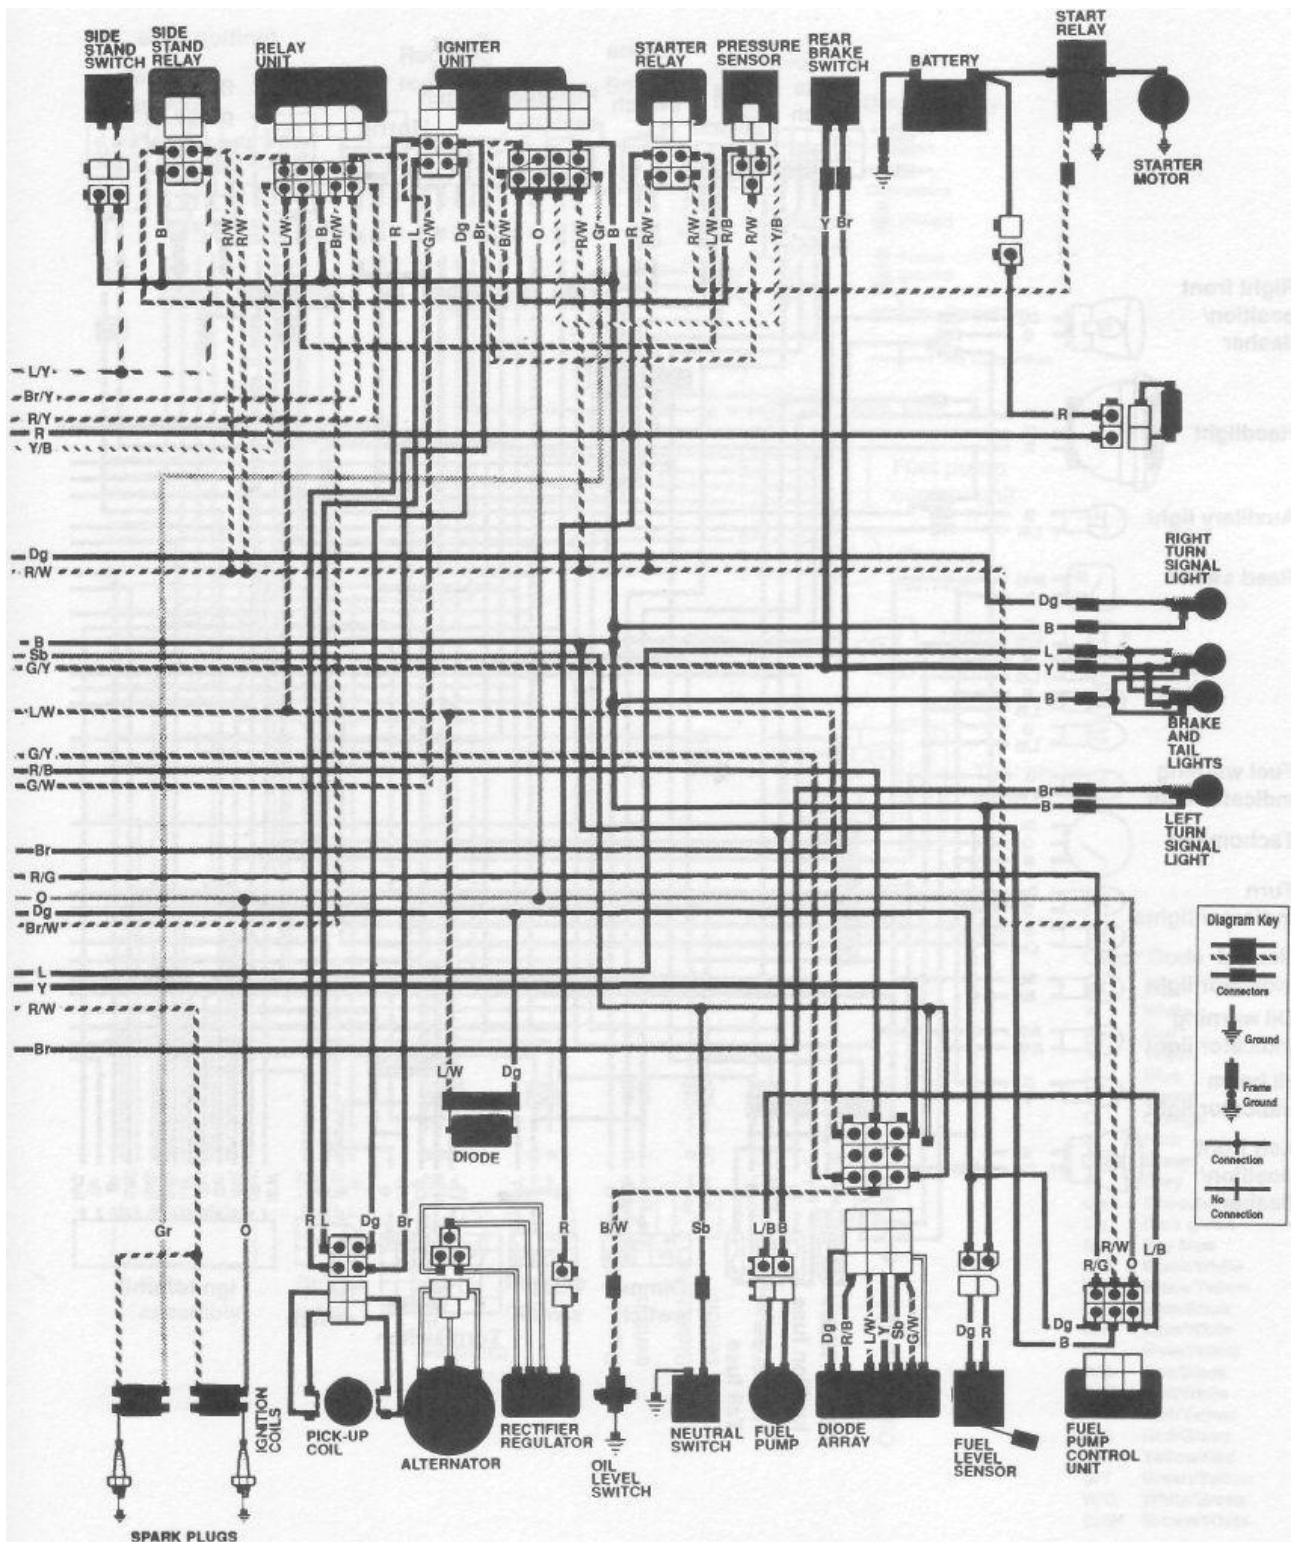 SIDE
STAND
SWITCH
SIDE
STAND
RELAY
RELAY
UNIT
IGNITER
UNIT
STARTER
RELAY
PRESSURE
SENSOR
REAR
BRAKE
SWITCH
BATTERY
START
RELAY
STARTER
MOTOR
B
R/W
R/W
L/W
B
Br/W
R
L
G/W
Dg
Br
B/W
O
R/W
Gr
B
R
R/W
R/W
L/W
R/B
R/W
Y/B
Y
Br
L/Y
Br/Y
R/Y
R
Y/B
R
Dg
R/W
RIGHT
TURN
SIGNAL
LIGHT
Dg
B
B
Sb
G/Y
L
Y
B
L/W
BRAKE
AND
TAIL
LIGHTS
G/Y
R/B
G/W
Br
B
LEFT
TURN
SIGNAL
LIGHT
Br
R/G
O
Dg
Br/W
L
Y
R/W
Br
Diagram Key
Connectors
Ground
Frame
Ground
Connection
No
Connection
L/W
Dg
DIODE
Gr
O
R
L
Dg
Br
R
B/W
Sb
L/B
B
Dg
R/B
L/W
Y
Sb
G/W
Dg
R
R/G
R/W
O
L/B
Dg
B
IGNITION
COILS
PICK-UP
COIL
ALTERNATOR
RECTIFIER
REGULATOR
OIL
LEVEL
SWITCH
NEUTRAL
SWITCH
FUEL
PUMP
DIODE
ARRAY
FUEL
LEVEL
SENSOR
FUEL
PUMP
CONTROL
UNIT
SPARK PLUGS